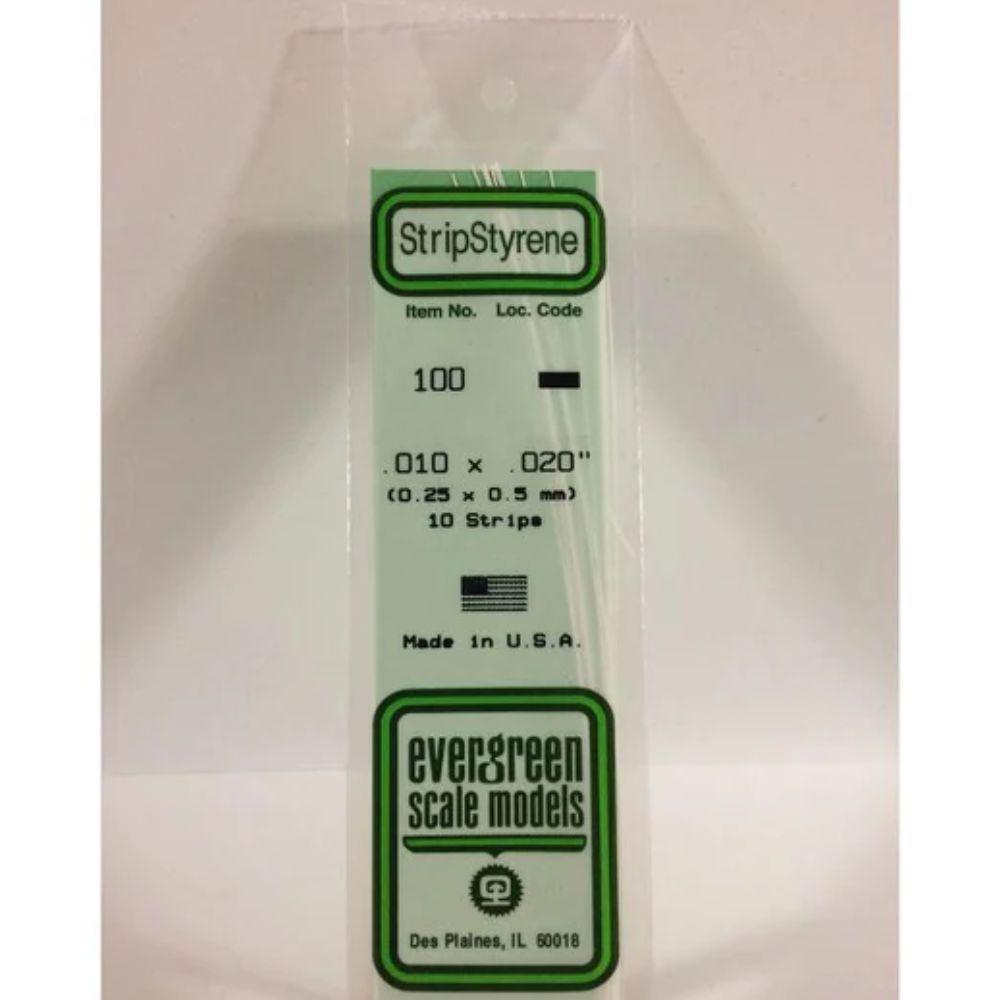 StripStyrene
Item No. Loc. Code
100
.010 x .020"
(0.25 x 0.5 mm)
10 Strips
Made in U.S.A.
evergreen
scale models
Des Plaines, IL 60018